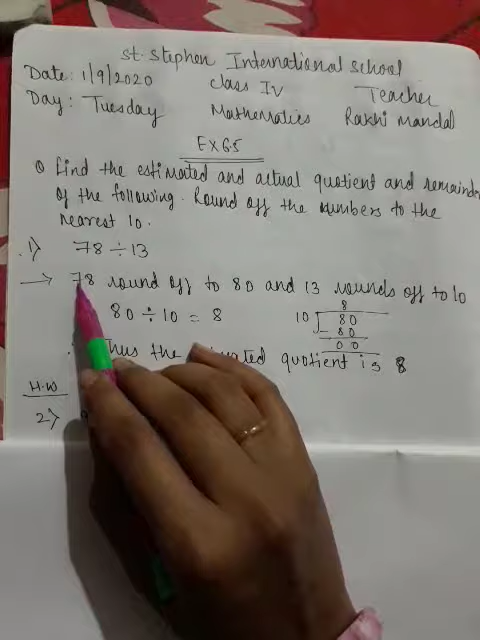 st. Stephen International school
Date: 1/9/2020 class IV Teacher
Day: Tuesday Mathematics Rakhi Mandal
EX 6.5
Q Find the estimated and actual quotient and remaind
of the following. Round off the numbers to the
nearest 10.
1) 78 ÷ 13
→ 78 round off to 80 and 13 rounds off to 10
80 ÷ 10 = 8
8
10 80
- 80
00
quotient is 8
H.W
2)